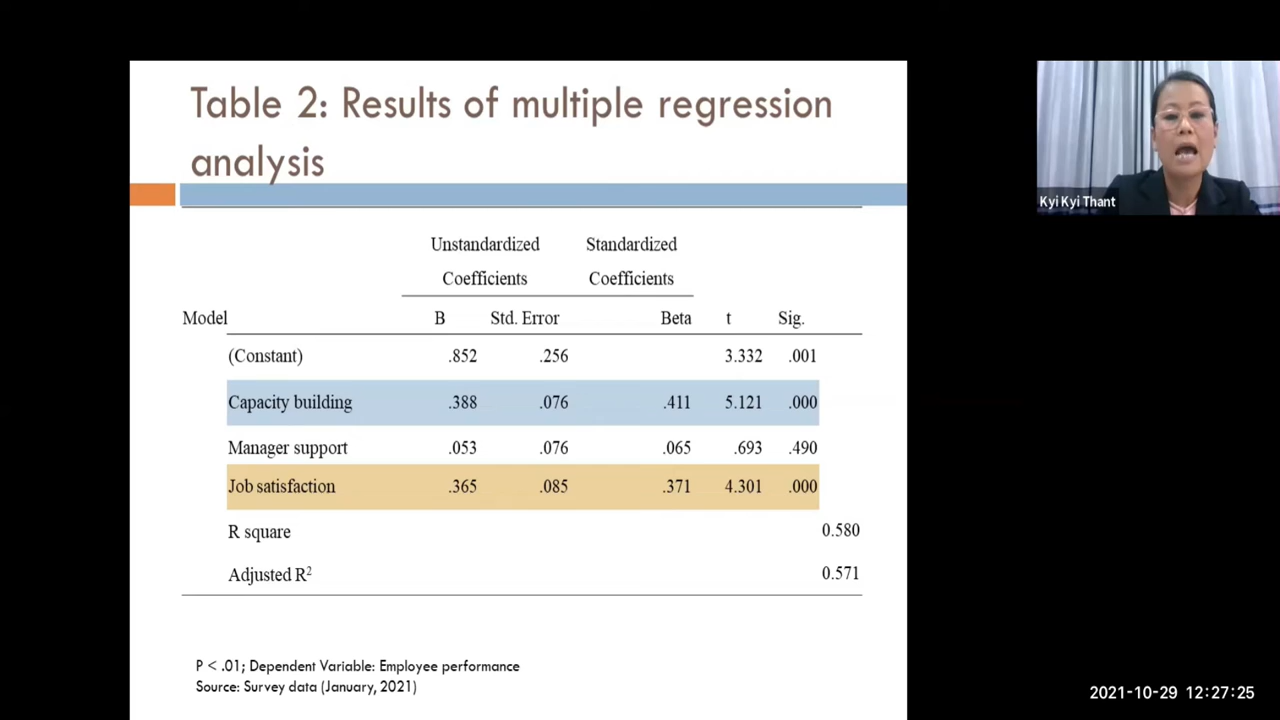 Table 2: Results of multiple regression
analysis
Unstandardized Standardized
Coefficients Coefficients
Model B Std. Error Beta t Sig.
(Constant) .852 .256 3.332 .001
Capacity building .388 .076 .411 5.121 .000
Manager support .053 .076 .065 .693 .490
Job satisfaction .365 .085 .371 4.301 .000
R square 0.580
Adjusted R² 0.571
P < .01; Dependent Variable: Employee performance
Source: Survey data (January, 2021)
Kyi Kyi Thant
2021-10-29 12:27:25